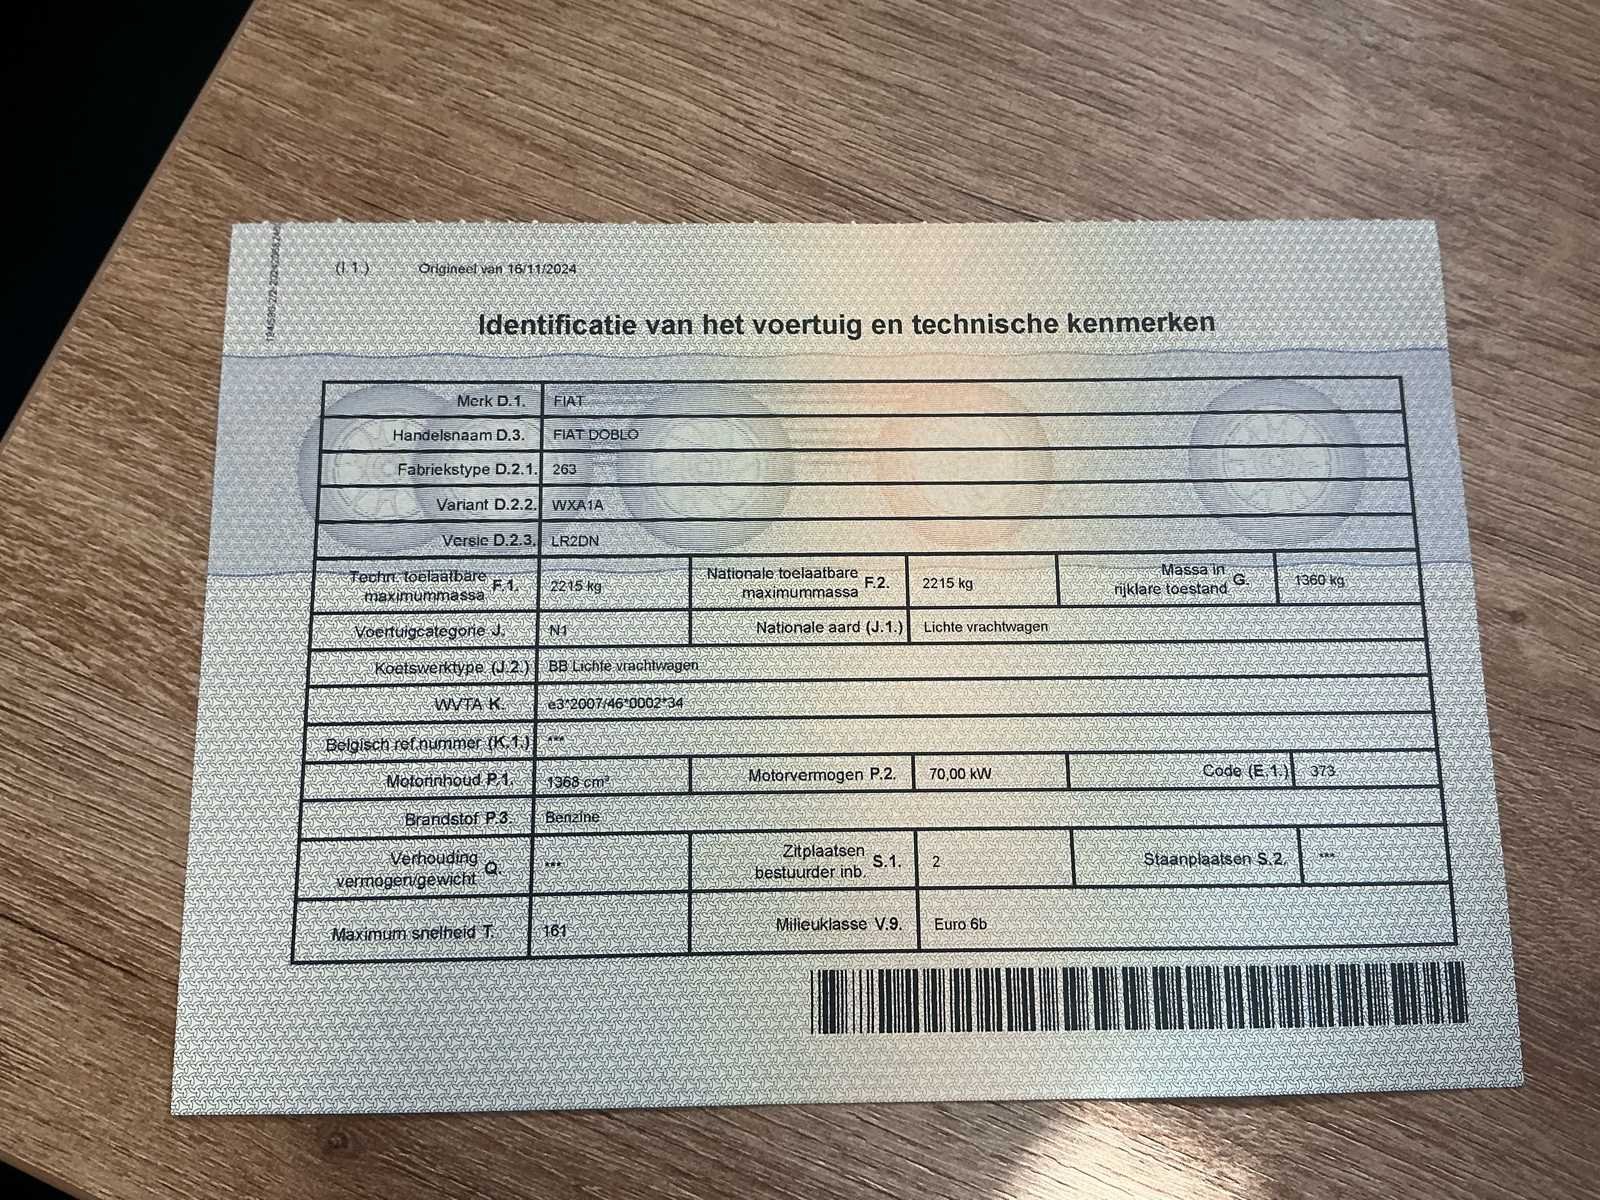 (I.1.) Origineel van 16/11/2024
Identificatie van het voertuig en technische kenmerken
Merk D.1. FIAT
Handelsnaam D.3. FIAT DOBLO
Fabriekstype D.2.1. 263
Variant D.2.2. WXA1A
Versie D.2.3. LR2DN
Techn. toelaatbare maximummassa F.1. 2215 kg Nationale toelaatbare maximummassa F.2. 2215 kg Massa in rijklare toestand G. 1360 kg
Voertuigcategorie J. N1 Nationale aard (J.1.) Lichte vrachtwagen
Koetswerktype (J.2.) BB Lichte vrachtwagen
WVTA K. e3*2007/46*0002*34
Belgisch ref.nummer (K.1.) ***
Motorinhoud P.1. 1368 cm³ Motorvermogen P.2. 70,00 kW Code (E.1.) 373
Brandstof P.3. Benzine
Verhouding vermogen/gewicht Q. *** Zitplaatsen bestuurder inb. S.1. 2 Staanplaatsen S.2. ***
Maximum snelheid T. 161 Milieuklasse V.9. Euro 6b